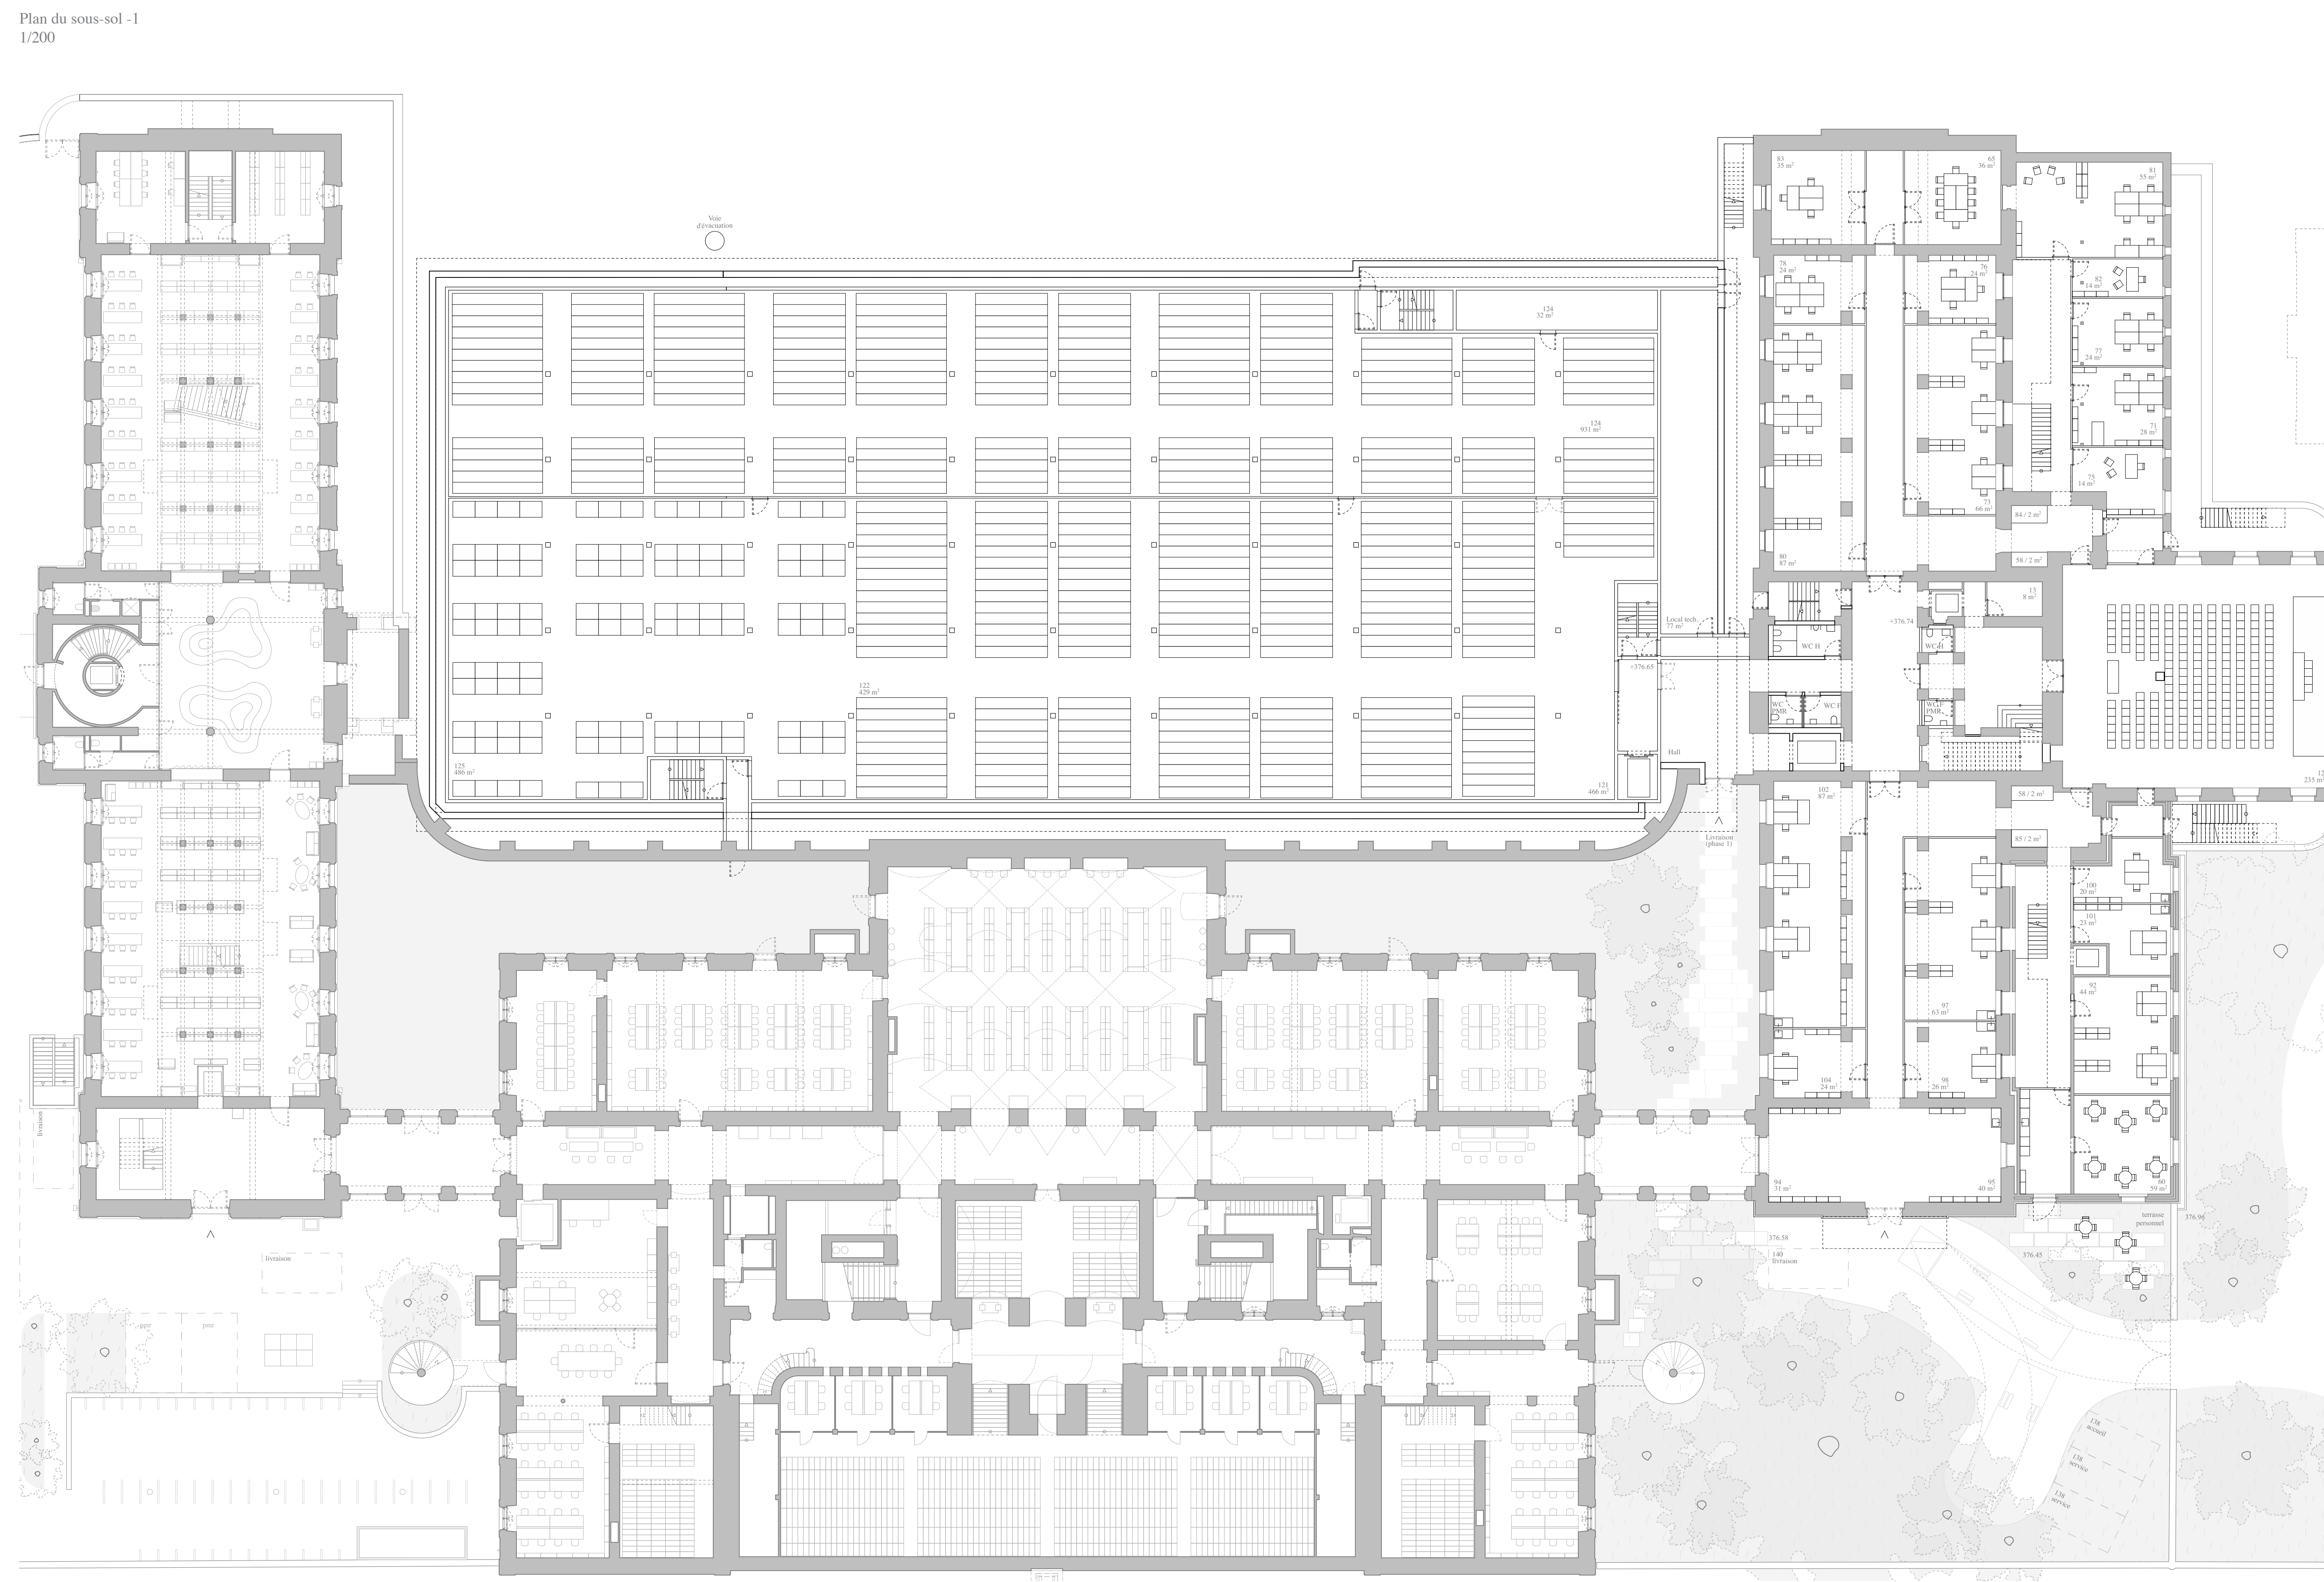 Plan du sous-sol -1
1/200
Voie
d'évacuation
83
35 m²
65
36 m²
81
55 m²
78
24 m²
76
24 m²
82
14 m²
124
32 m²
77
24 m²
124
931 m²
71
28 m²
75
14 m²
73
66 m²
84 / 2 m²
80
87 m²
58 / 2 m²
13
8 m²
Local tech.
77 m²
+376.74
WC H
WC H
+376.65
122
429 m²
WC
PMR
WC F
WC F
PMR
Hall
125
486 m²
121
466 m²
235 m²
102
87 m²
58 / 2 m²
Livraison
(phase 1)
85 / 2 m²
100
20 m²
101
23 m²
92
44 m²
97
63 m²
104
24 m²
98
26 m²
livraison
94
31 m²
95
40 m²
60
59 m²
terrasse
personnel
376.96
376.58
376.45
140
livraison
livraison
pmr
pmr
138
accueil
138
service
138
service